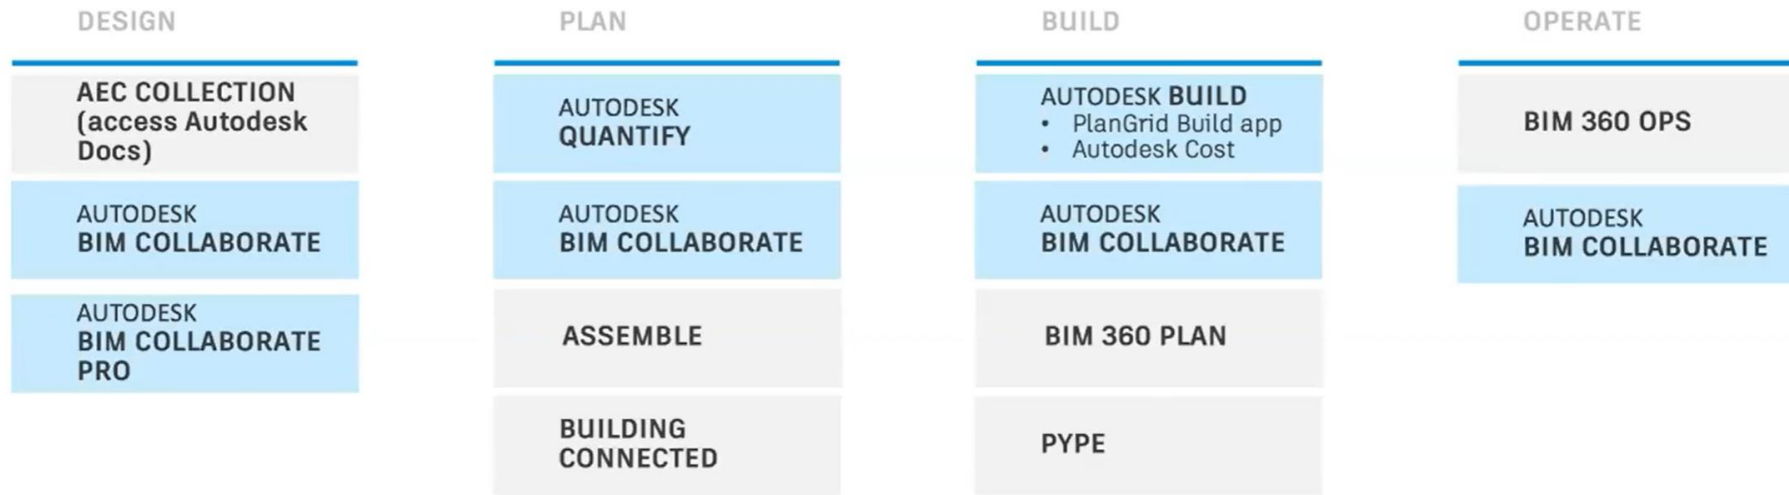 DESIGN
AEC COLLECTION
(access Autodesk
Docs)
AUTODESK
BIM COLLABORATE
AUTODESK
BIM COLLABORATE
PRO
PLAN
AUTODESK
QUANTIFY
AUTODESK
BIM COLLABORATE
ASSEMBLE
BUILDING
CONNECTED
BUILD
AUTODESK BUILD
• PlanGrid Build app
• Autodesk Cost
AUTODESK
BIM COLLABORATE
BIM 360 PLAN
PYPE
OPERATE
BIM 360 OPS
AUTODESK
BIM COLLABORATE